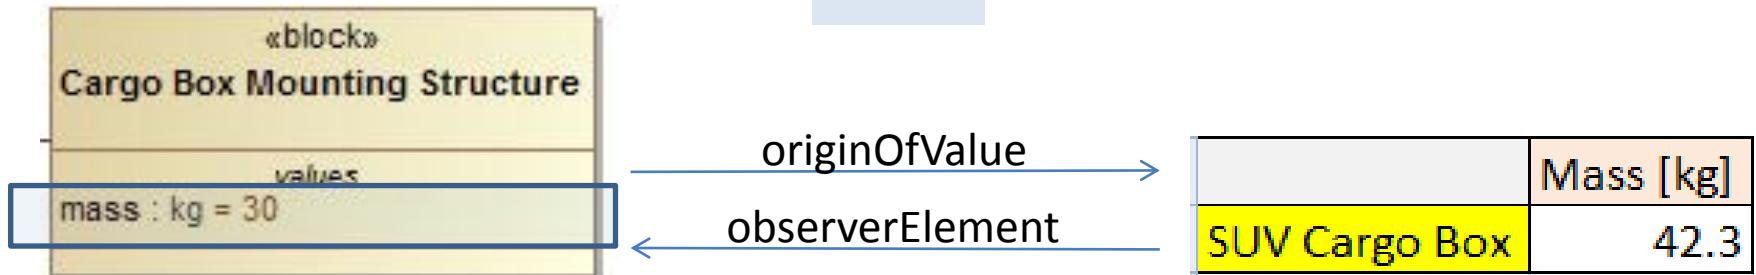 «block»
Cargo Box Mounting Structure
values
mass : kg = 30
originOfValue
observerElement
Mass [kg]
SUV Cargo Box 42.3